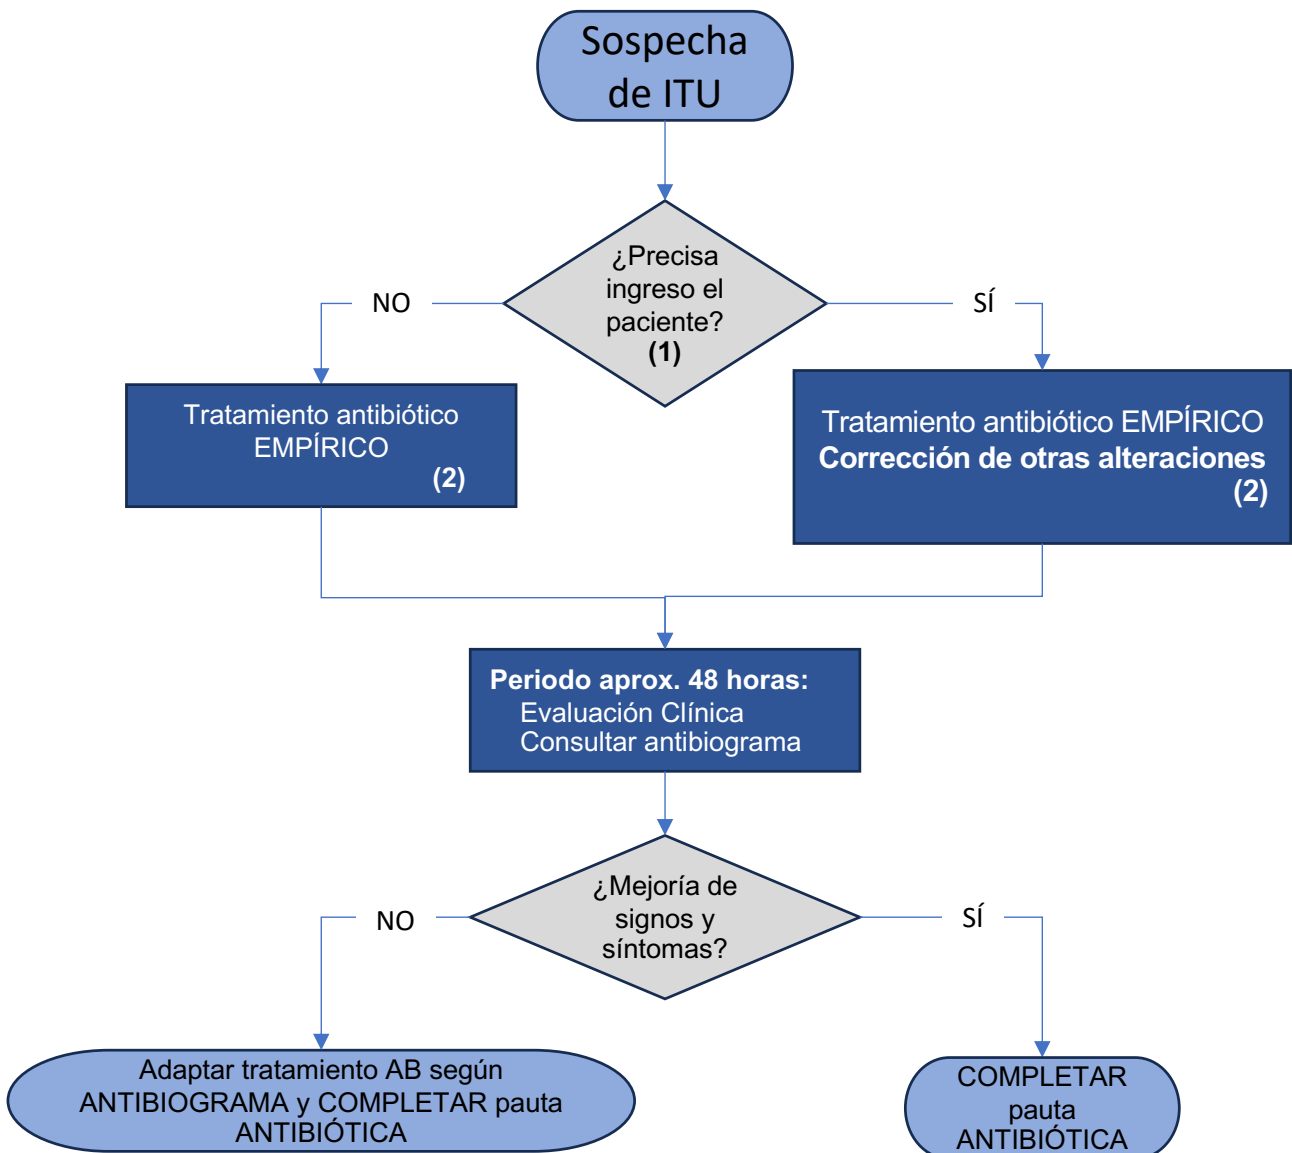 Sospecha
de ITU
¿Precisa
ingreso el
paciente?
(1)
NO
SÍ
Tratamiento antibiótico
EMPÍRICO
(2)
Tratamiento antibiótico EMPÍRICO
Corrección de otras alteraciones
(2)
Periodo aprox. 48 horas:
Evaluación Clínica
Consultar antibiograma
¿Mejoría de
signos y
síntomas?
NO
SÍ
Adaptar tratamiento AB según
ANTIBIOGRAMA y COMPLETAR pauta
ANTIBIÓTICA
COMPLETAR
pauta
ANTIBIÓTICA